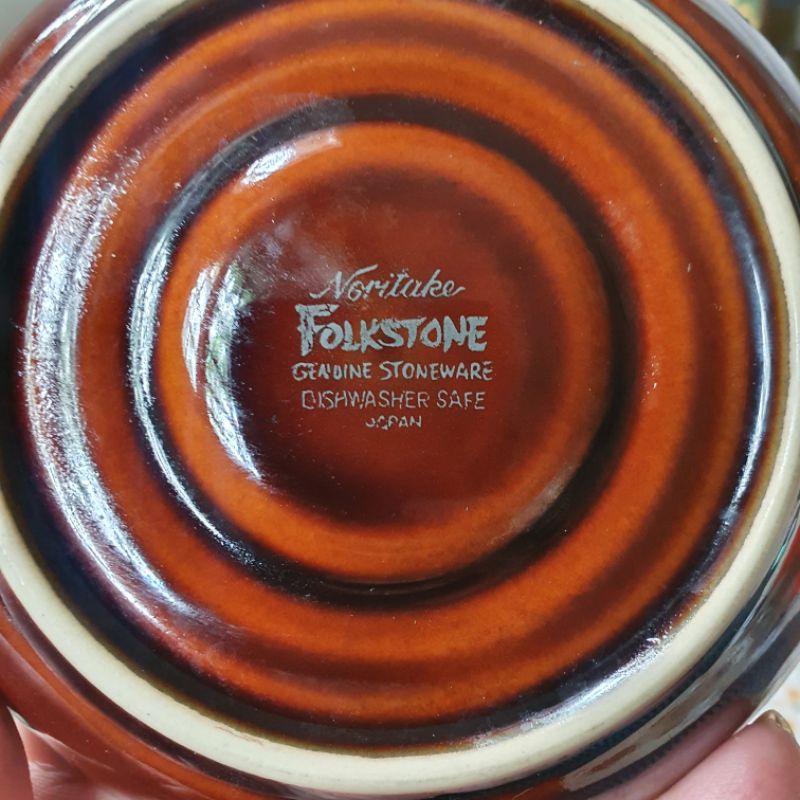 Noritake
FOLKSTONE
GENUINE STONEWARE
DISHWASHER SAFE
JAPAN